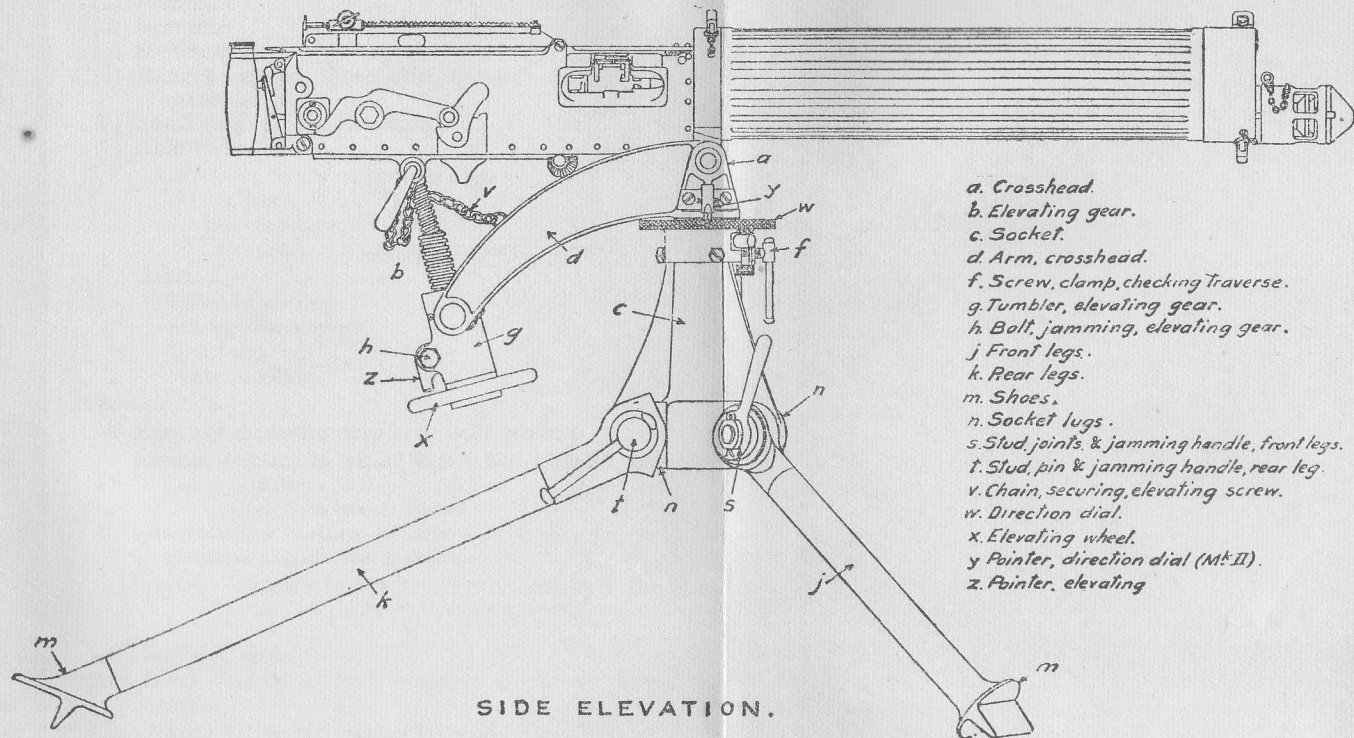 a
y
w
v
f
b
d
c
g
h
z
x
n
n
t
s
k
j
m
m
a. Crosshead.
b. Elevating gear.
c. Socket.
d. Arm, crosshead.
f. Screw, clamp, checking traverse.
g. Tumbler, elevating gear.
h. Bolt, jamming, elevating gear.
j Front legs.
k. Rear legs.
m. Shoes.
n. Socket lugs.
s. Stud, joints, & jamming handle, front legs.
t. Stud, pin & jamming handle, rear leg.
v. Chain, securing, elevating screw.
w. Direction dial.
x. Elevating wheel.
y Pointer, direction dial (Mk II).
z. Pointer, elevating
SIDE ELEVATION.